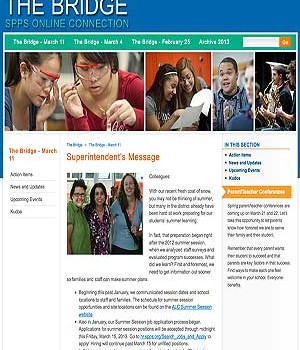 THE BRIDGE
SPPS ONLINE CONNECTION
The Bridge - March 11
The Bridge - March 4
The Bridge - February 25
Archive 2013
The Bridge - March
11
Action Items
News and Updates
Upcoming Events
Kudos
The Bridge » The Bridge - March 11
Superintendent's Message
Colleagues:
With our recent fresh coat of snow,
you may not be thinking of summer,
but many in the district already have
been hard at work preparing for our
students' summer learning.
In fact, that preparation began right
after the 2012 summer session,
when we analyzed staff surveys and
evaluated program successes. What
did we learn? First and foremost, we
need to get information out sooner
so families and staff can make summer plans.
• Beginning this past January, we communicated session dates and school
locations to staff and families. The schedule for summer session
opportunities and site locations can be found on the ALC Summer Session
website.
• Also in January, our Summer Session job application process began.
Applications for summer session positions will be accepted through midnight
this Friday, March 15, 2013. Go to
apply! Hiring will continue past March 15 for unfilled positions.
IN THIS SECTION
Action Items
News and Updates
Upcoming Events
Kudos
Parent/Teacher Conferences
Spring parent/teacher conferences
are coming up on March 21 and 22. Let's
take this opportunity to let parents
know how honored we are to serve
their family and their student.
Remember that every parent wants
their student to succeed and that
parents are key factors in their success.
Find ways to make each one feel
welcome in your school. Everyone
benefits.